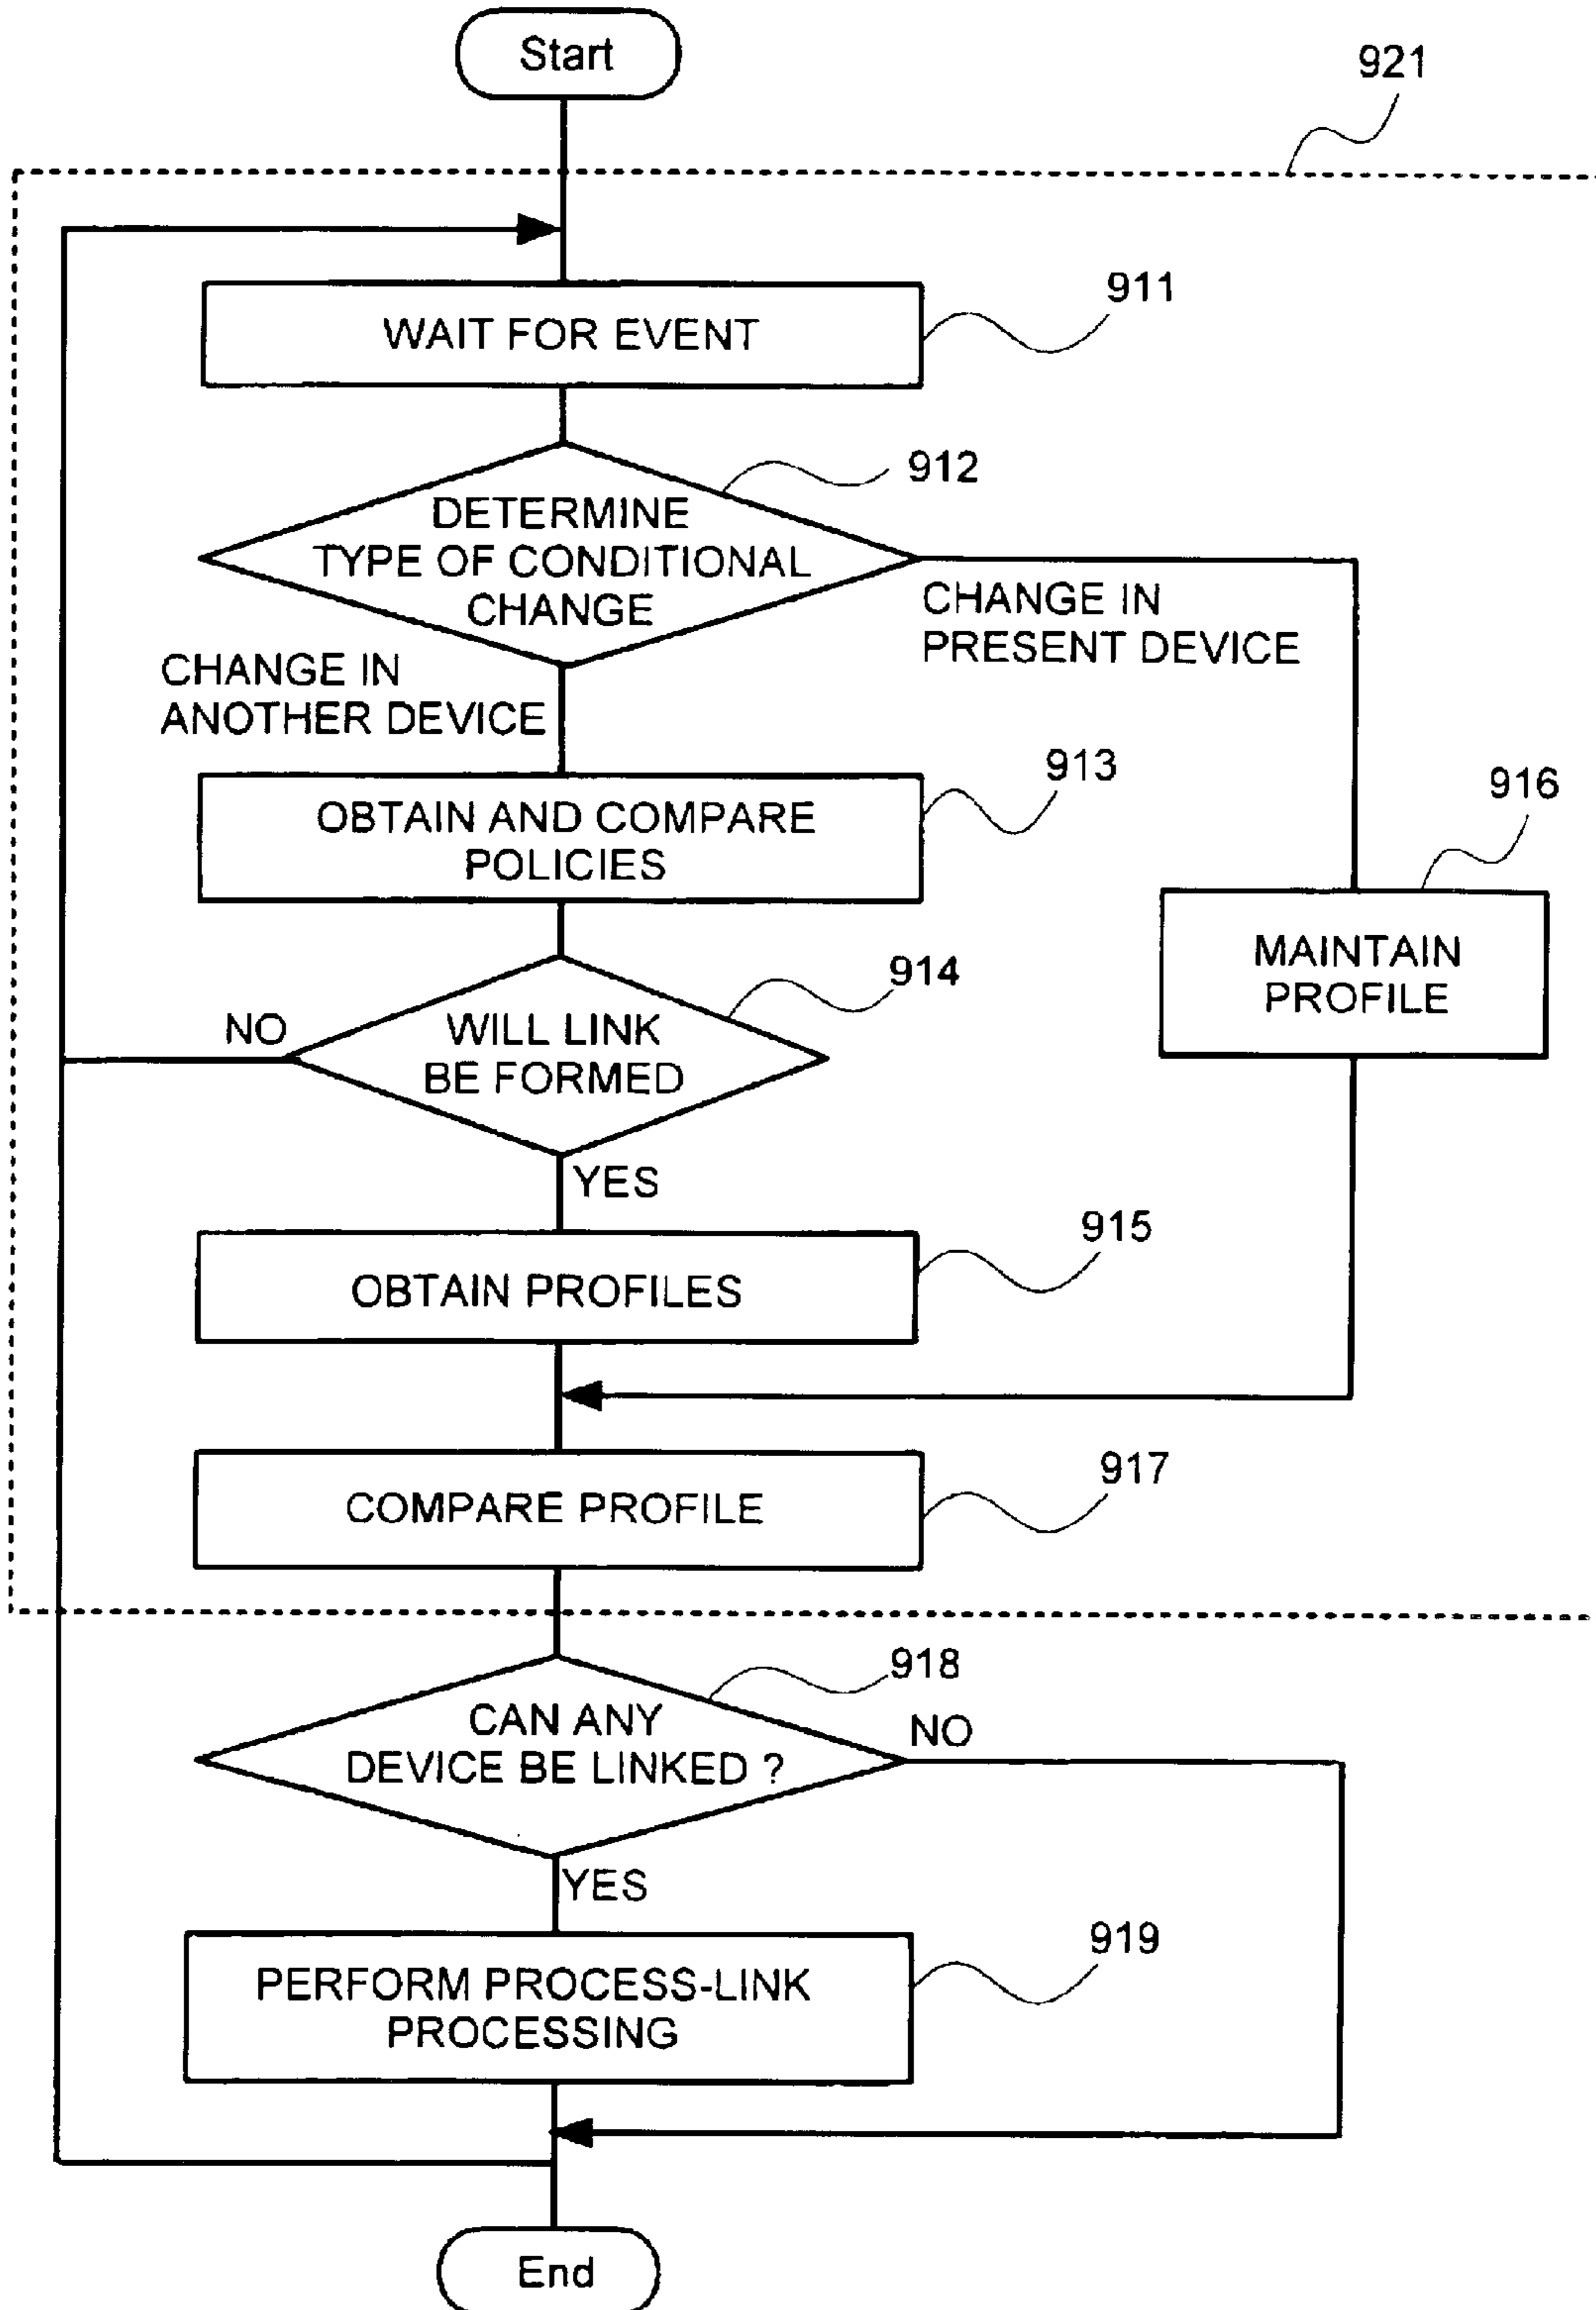 Start
921
WAIT FOR EVENT
911
912
DETERMINE
TYPE OF CONDITIONAL
CHANGE
CHANGE IN
PRESENT DEVICE
CHANGE IN
ANOTHER DEVICE
913
OBTAIN AND COMPARE
POLICIES
916
MAINTAIN
PROFILE
914
NO
WILL LINK
BE FORMED
YES
915
OBTAIN PROFILES
917
COMPARE PROFILE
918
CAN ANY
DEVICE BE LINKED ?
NO
YES
919
PERFORM PROCESS-LINK
PROCESSING
End